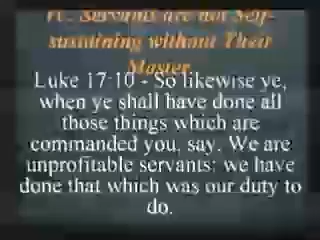 IV. Servants are not Self-
sustaining without Their
Master
Luke 17:10 - So likewise ye,
when ye shall have done all
those things which are
commanded you, say, We are
unprofitable servants: we have
done that which was our duty to
do.